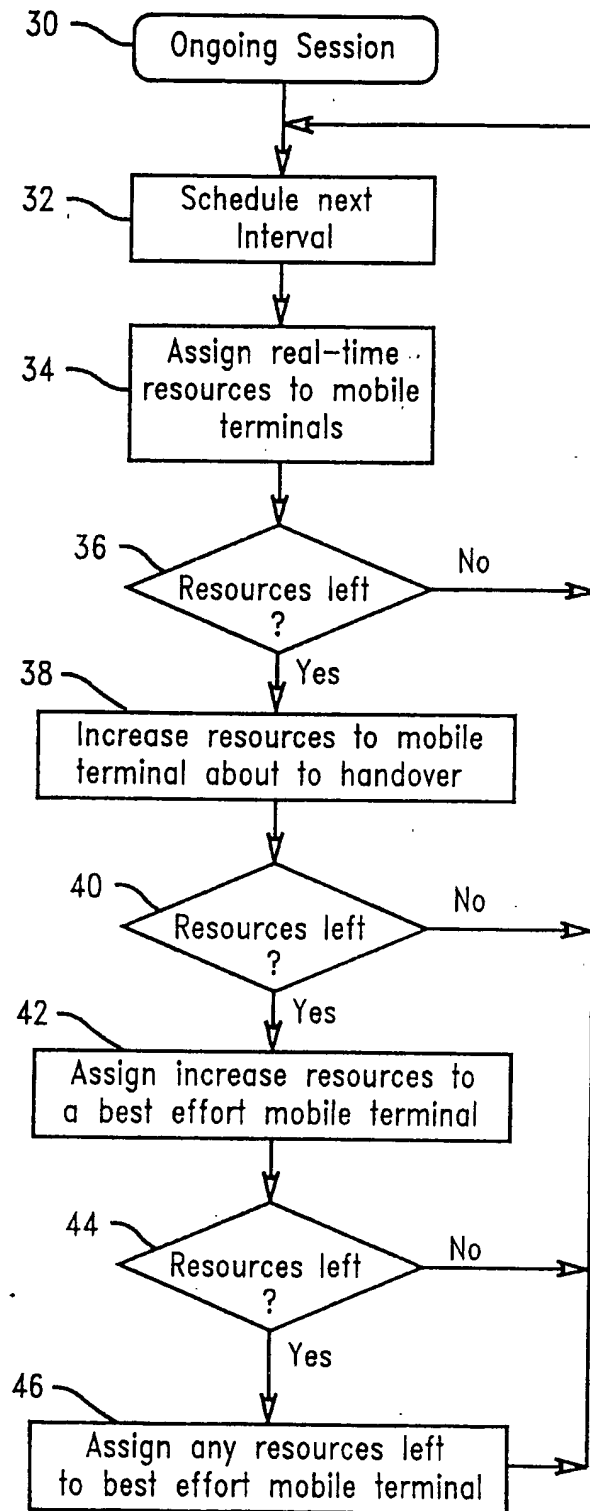 30
Ongoing Session
32
Schedule next
Interval
34
Assign real-time
resources to mobile
terminals
36
Resources left
?
No
Yes
38
Increase resources to mobile
terminal about to handover
40
Resources left
?
No
Yes
42
Assign increase resources to
a best effort mobile terminal
44
Resources left
?
No
Yes
46
Assign any resources left
to best effort mobile terminal